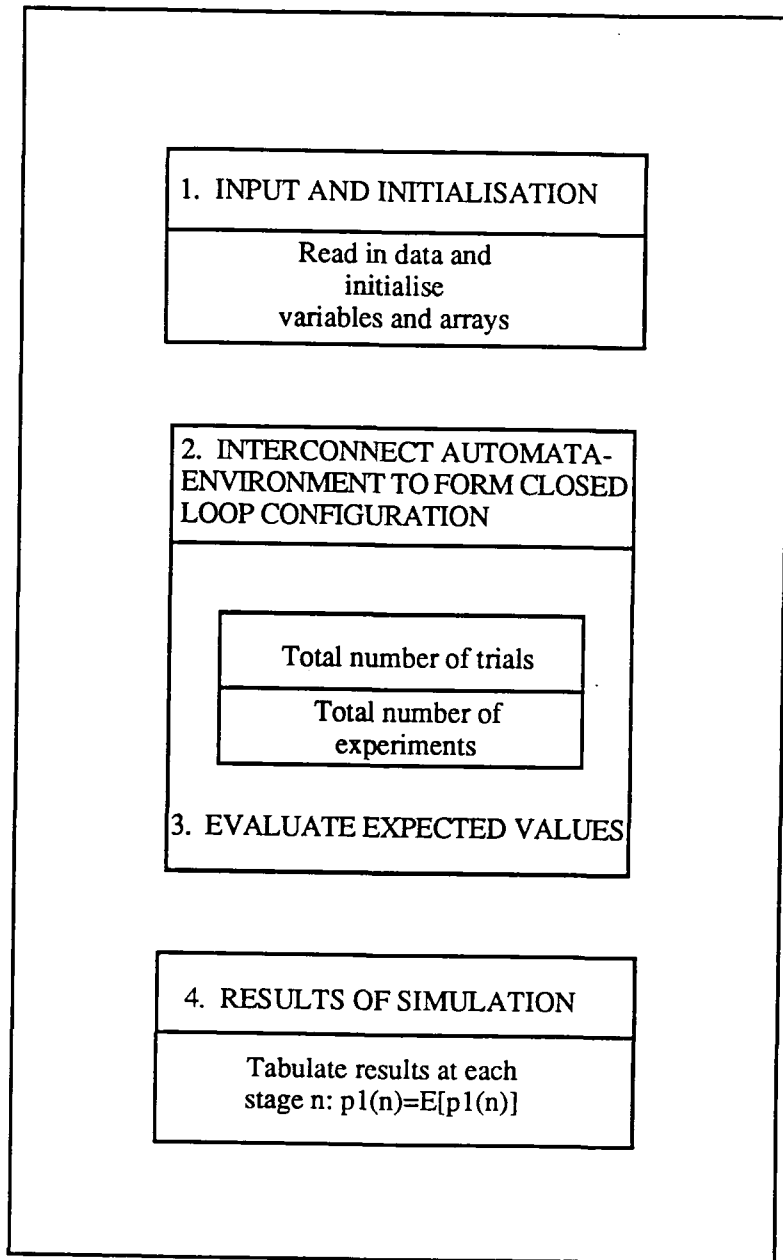 1. INPUT AND INITIALISATION
Read in data and
initialise
variables and arrays
2. INTERCONNECT AUTOMATA-
ENVIRONMENT TO FORM CLOSED
LOOP CONFIGURATION
Total number of trials
Total number of
experiments
3. EVALUATE EXPECTED VALUES
4. RESULTS OF SIMULATION
Tabulate results at each
stage n: p1(n)=E[p1(n)]